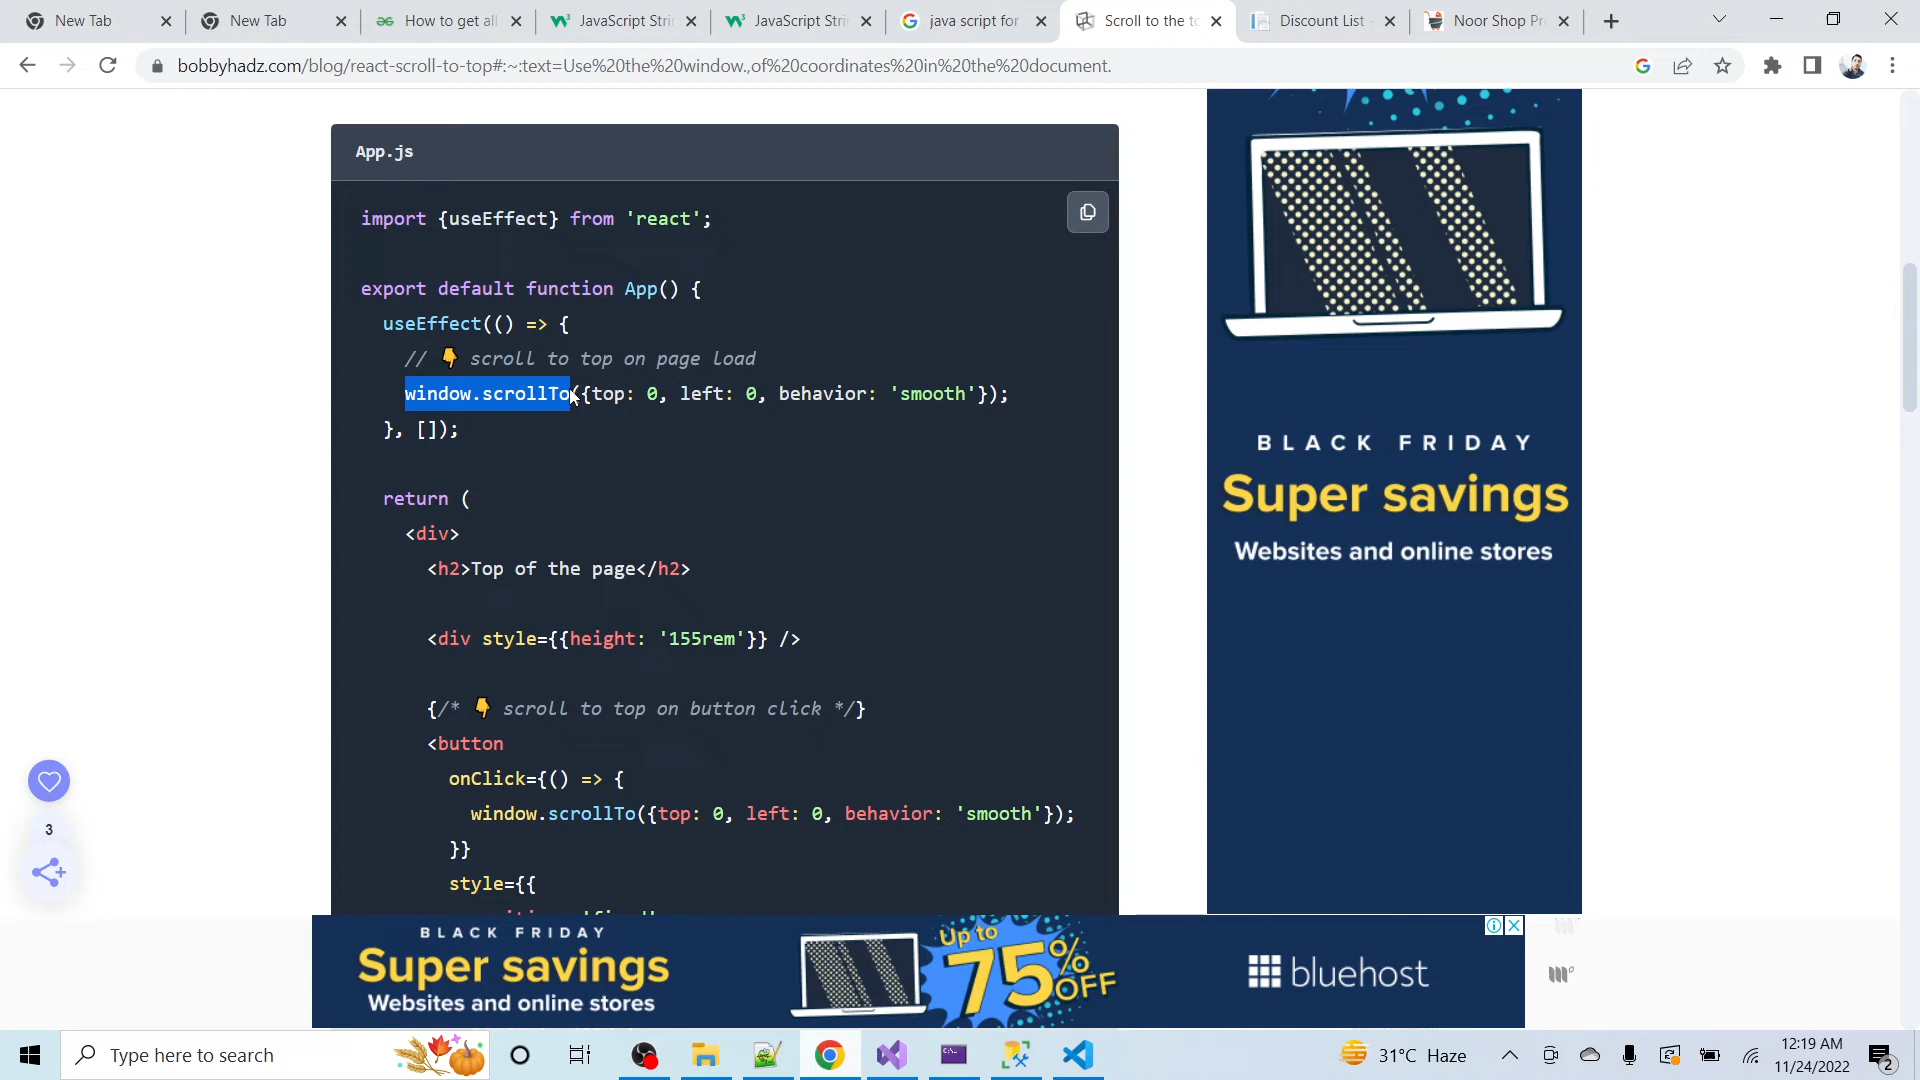 New Tab
New Tab
How to get all
JavaScript Stri
JavaScript Stri
java script for
Scroll to the to
Discount List
Noor Shop Pr
bobbyhadz.com/blog/react-scroll-to-top#:~:text=Use%20the%20window.,of%20coordinates%20in%20the%20document.
App.js
import {useEffect} from 'react';
export default function App() {
useEffect(() => {
// 👇 scroll to top on page load
window.scrollTo({top: 0, left: 0, behavior: 'smooth'});
}, []);
return (
<div>
<h2>Top of the page</h2>
<div style={{height: '155rem'}} />
{/* 👇 scroll to top on button click */}
<button
onClick={() => {
window.scrollTo({top: 0, left: 0, behavior: 'smooth'});
}}
style={{
3
BLACK FRIDAY
Super savings
Websites and online stores
BLACK FRIDAY
Super savings
Websites and online stores
Up to
75%
OFF
bluehost
Type here to search
31°C Haze
12:19 AM
11/24/2022
2